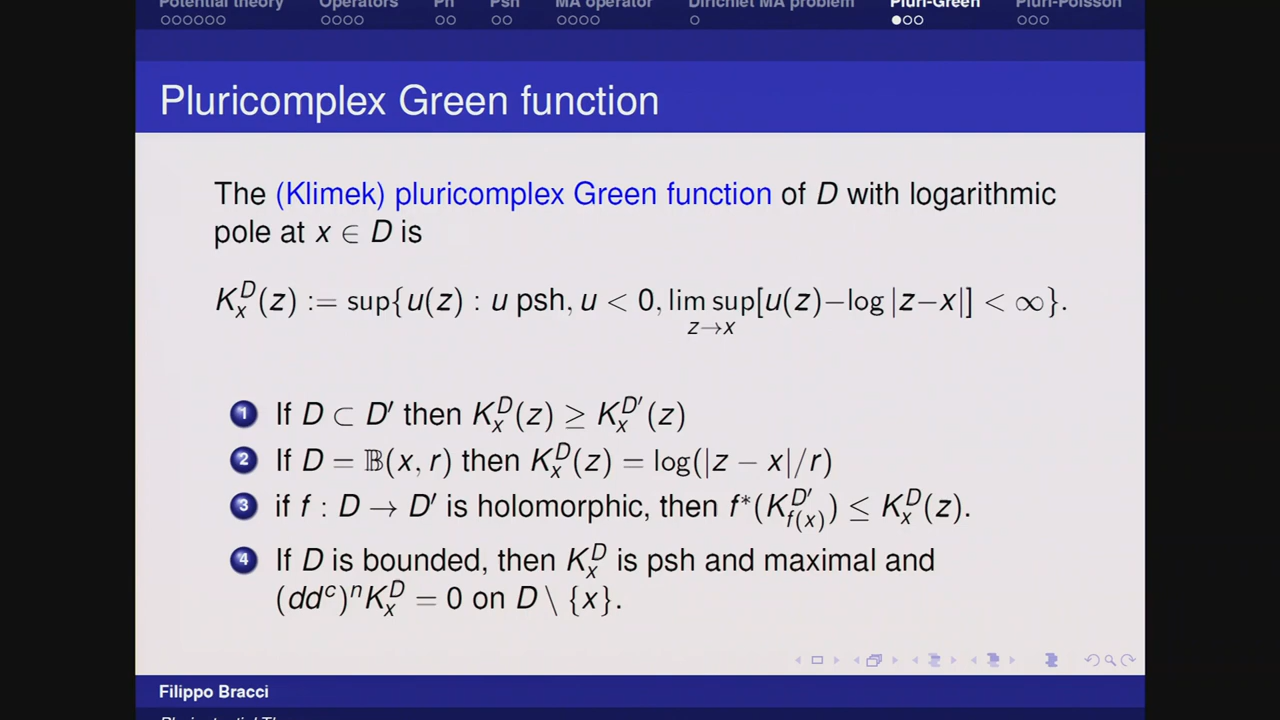 Potential theory Operators Ph Psh MA operator Dirichlet MA problem Pluri-Green Pluri-Poisson
Pluricomplex Green function
The (Klimek) pluricomplex Green function of D with logarithmic
pole at x ∈ D is
K_x^D(z) := sup{u(z) : u psh, u < 0, lim sup_{z→x}[u(z)−log |z−x|] < ∞}.
1 If D ⊂ D′ then K_x^D(z) ≥ K_x^{D′}(z)
2 If D = 𝔹(x, r) then K_x^D(z) = log(|z − x|/r)
3 if f : D → D′ is holomorphic, then f*(K_{f(x)}^{D′}) ≤ K_x^D(z).
4 If D is bounded, then K_x^D is psh and maximal and
(dd^c)^n K_x^D = 0 on D \ {x}.
Filippo Bracci